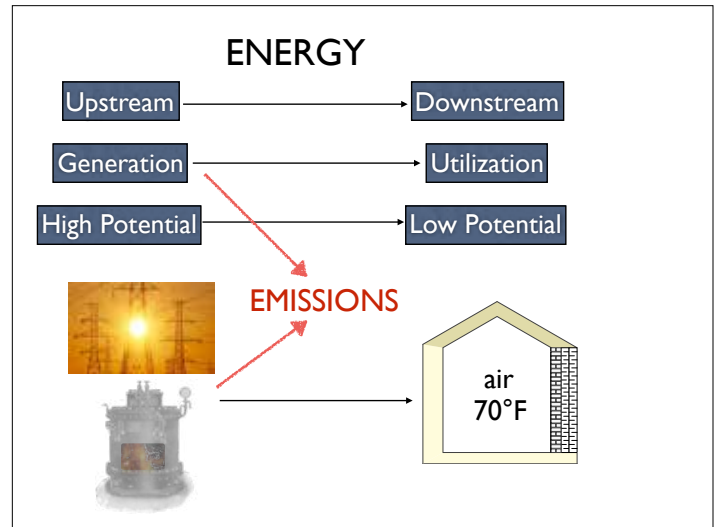 ENERGY
Upstream
Downstream
Generation
Utilization
High Potential
Low Potential
EMISSIONS
air
70°F